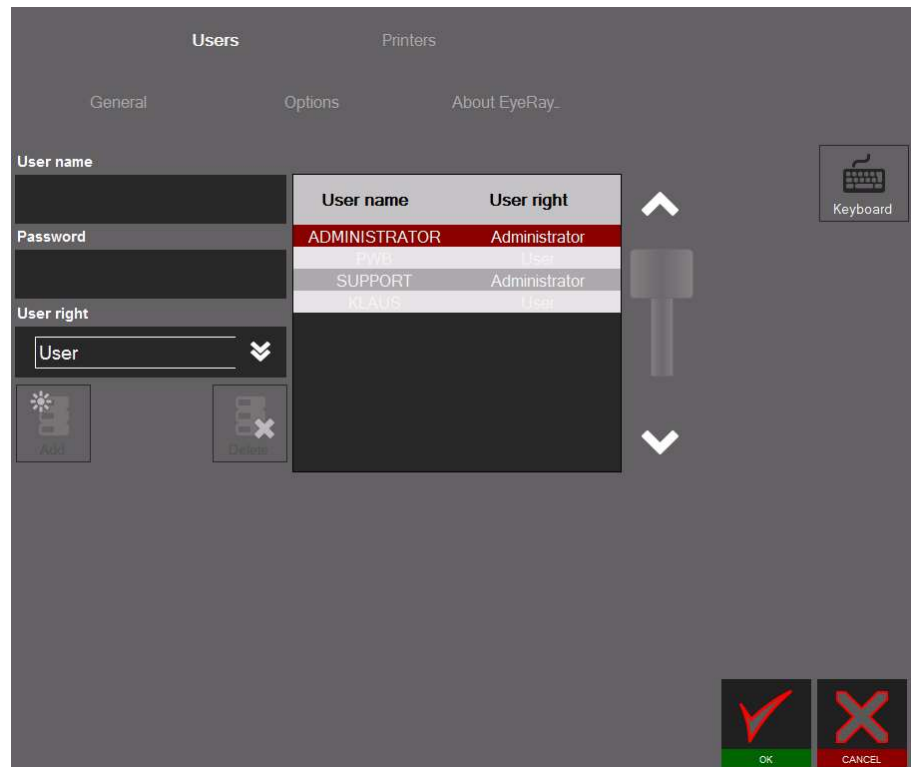 Users Printers
General Options About EyeRay_
User name
Keyboard
User name User right
Password
ADMINISTRATOR Administrator
PWB User
SUPPORT Administrator
KLAUS User
User right
User
Add Delete
OK CANCEL